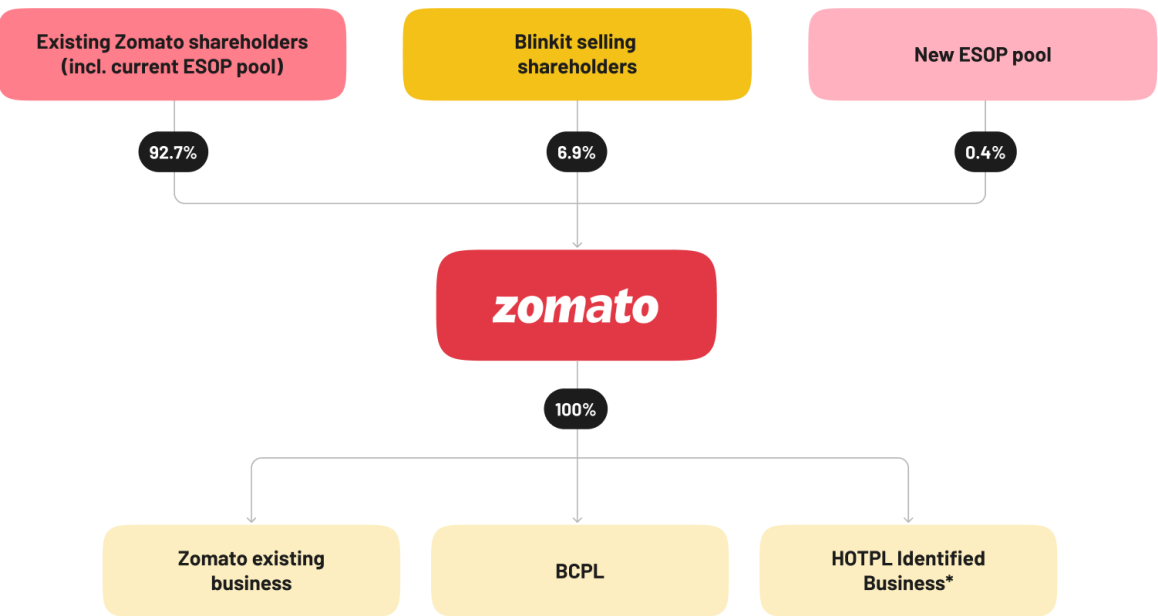 Existing Zomato shareholders
(incl. current ESOP pool)
Blinkit selling
shareholders
New ESOP pool
92.7%
6.9%
0.4%
zomato
100%
Zomato existing
business
BCPL
HOTPL Identified
Business*